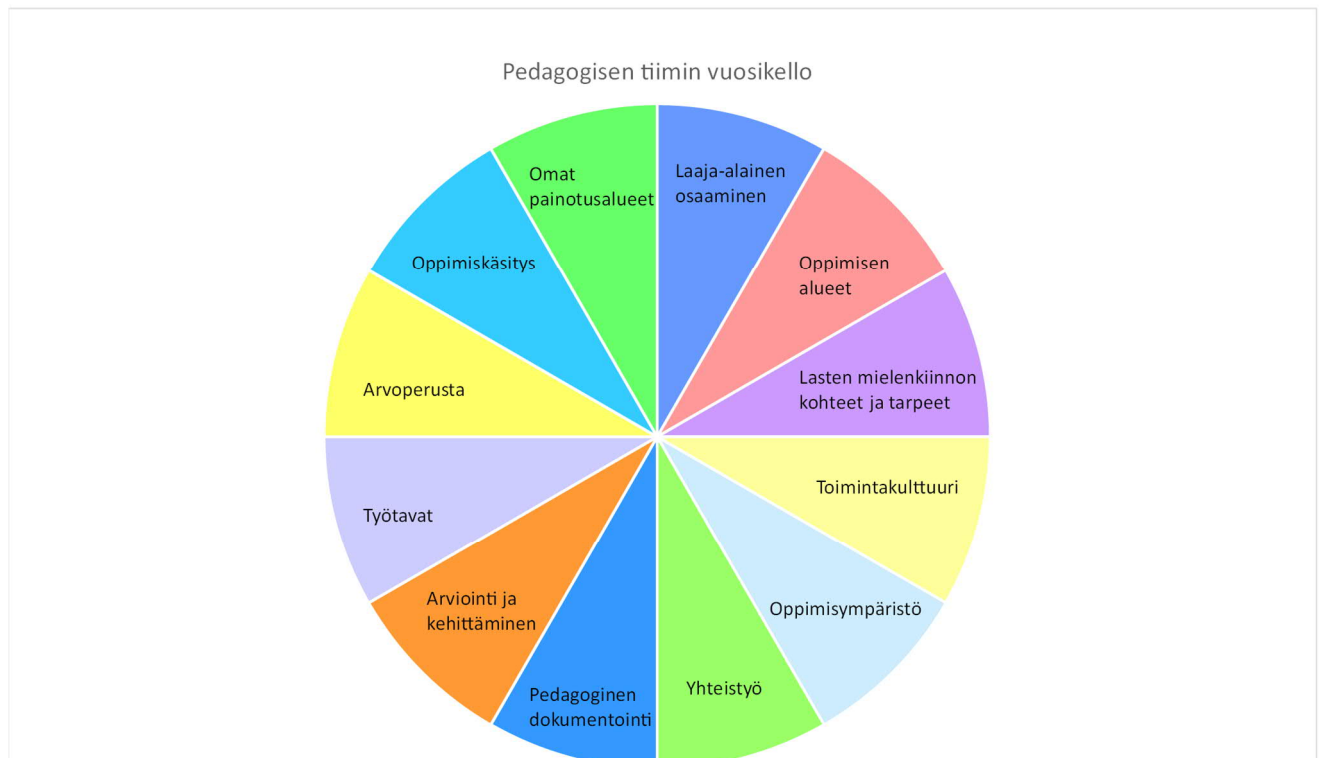 Pedagogisen tiimin vuosikello
Laaja-alainen
osaaminen
Oppimisen
alueet
Lasten mielenkiinnon
kohteet ja tarpeet
Toimintakulttuuri
Oppimisympäristö
Yhteistyö
Pedagoginen
dokumentointi
Arviointi ja
kehittäminen
Työtavat
Arvoperusta
Oppimiskäsitys
Omat
painotusalueet